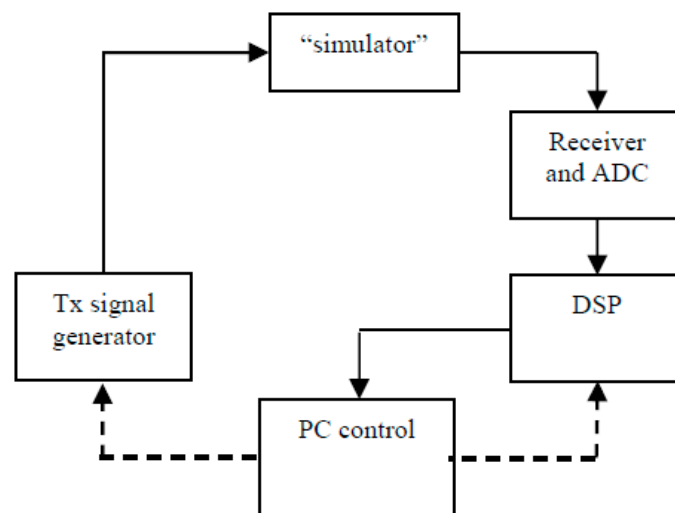 “simulator”
Receiver
and ADC
Tx signal
generator
DSP
PC control